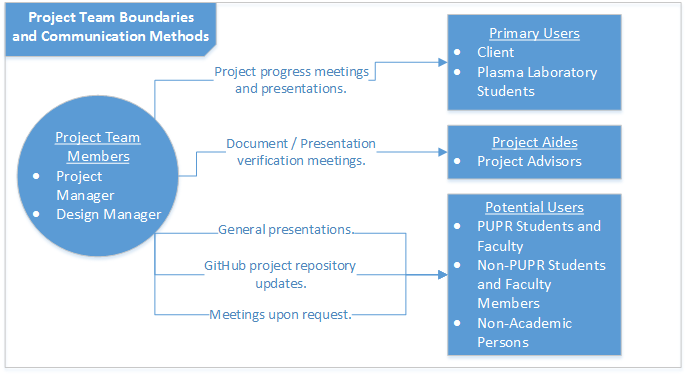 Project Team Boundaries
and Communication Methods
Project Team
Members
● Project
Manager
● Design Manager
Project progress meetings
and presentations.
Document / Presentation
verification meetings.
General presentations.
GitHub project repository
updates.
Meetings upon request.
Primary Users
● Client
● Plasma Laboratory
Students
Project Aides
● Project Advisors
Potential Users
● PUPR Students and
Faculty
● Non-PUPR Students
and Faculty
Members
● Non-Academic
Persons